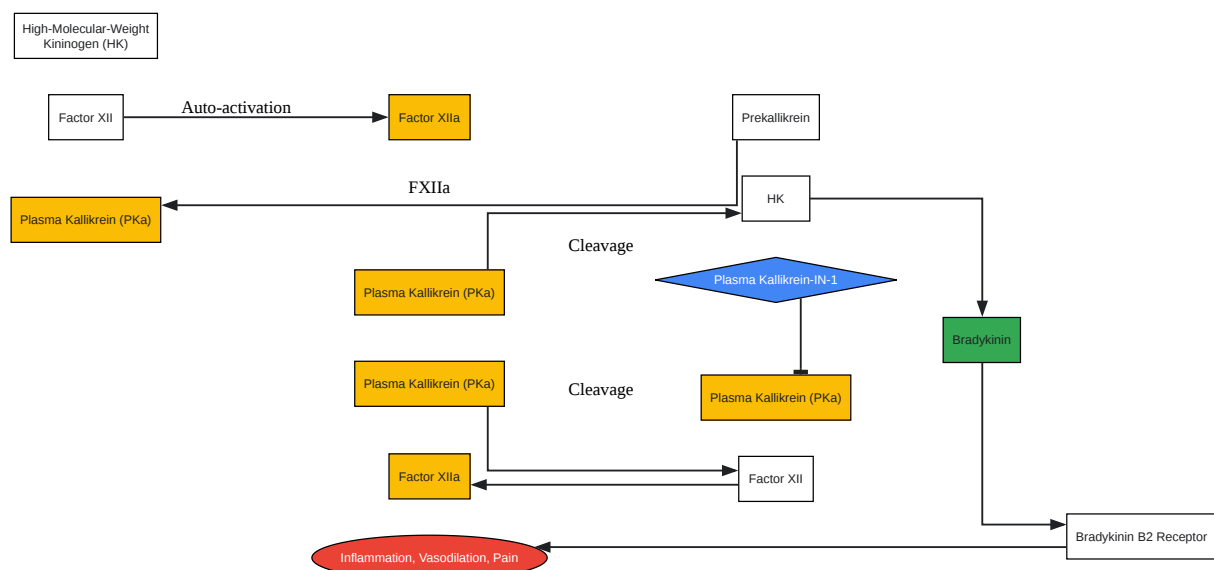 High-Molecular-Weight
Kininogen (HK)
Factor XII
Auto-activation
Factor XIIa
Prekallikrein
FXIIa
HK
Plasma Kallikrein (PKa)
Cleavage
Plasma Kallikrein (PKa)
Plasma Kallikrein-IN-1
Bradykinin
Plasma Kallikrein (PKa)
Cleavage
Plasma Kallikrein (PKa)
Factor XIIa
Factor XII
Bradykinin B2 Receptor
Inflammation, Vasodilation, Pain